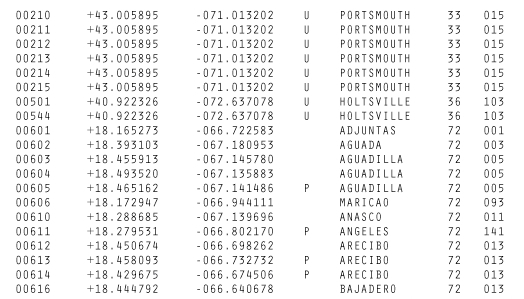 00210 +43.005895 -071.013202 U PORTSMOUTH 33 015
00211 +43.005895 -071.013202 U PORTSMOUTH 33 015
00212 +43.005895 -071.013202 U PORTSMOUTH 33 015
00213 +43.005895 -071.013202 U PORTSMOUTH 33 015
00214 +43.005895 -071.013202 U PORTSMOUTH 33 015
00215 +43.005895 -071.013202 U PORTSMOUTH 33 015
00501 +40.922326 -072.637078 U HOLTSVILLE 36 103
00544 +40.922326 -072.637078 U HOLTSVILLE 36 103
00601 +18.165273 -066.722583 ADJUNTAS 72 001
00602 +18.393103 -067.180953 AGUADA 72 003
00603 +18.455913 -067.145780 AGUADILLA 72 005
00604 +18.493520 -067.135883 AGUADILLA 72 005
00605 +18.465162 -067.141486 P AGUADILLA 72 005
00606 +18.172947 -066.944111 MARICAO 72 093
00610 +18.288685 -067.139696 ANASCO 72 011
00611 +18.279531 -066.802170 P ANGELES 72 141
00612 +18.450674 -066.698262 ARECIBO 72 013
00613 +18.458093 -066.732732 P ARECIBO 72 013
00614 +18.429675 -066.674506 P ARECIBO 72 013
00616 +18.444792 -066.640678 BAJADERO 72 013